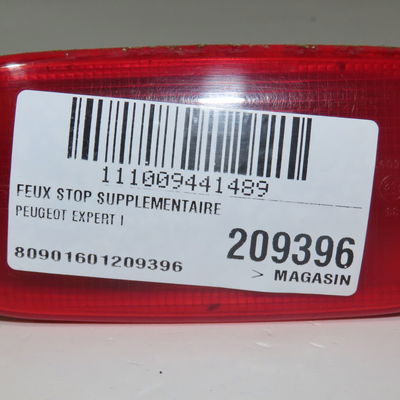 111009441489
FEUX STOP SUPPLEMENTAIRE
PEUGEOT EXPERT I
209396
80901601209396
> MAGASIN